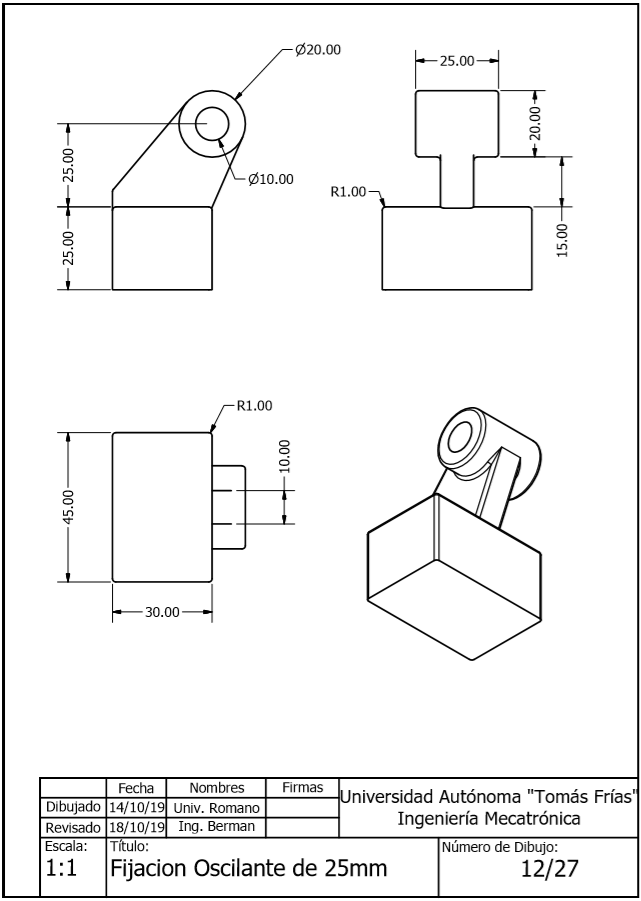 Ø20.00
25.00
25.00
Ø10.00
25.00
20.00
R1.00
15.00
R1.00
10.00
45.00
30.00
Fecha Nombres Firmas
Dibujado 14/10/19 Univ. Romano
Revisado 18/10/19 Ing. Berman
Universidad Autónoma "Tomás Frías"
Ingeniería Mecatrónica
Escala:
1:1
Título:
Fijacion Oscilante de 25mm
Número de Dibujo:
12/27